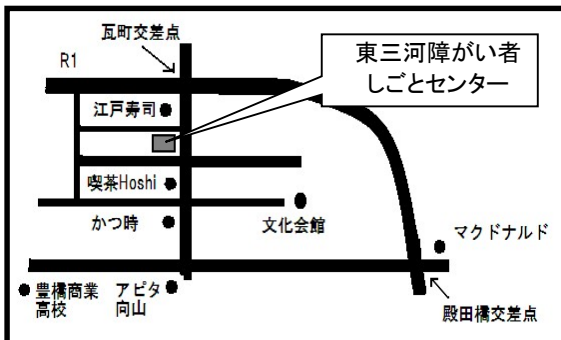 瓦町交差点
R1
東三河障がい者
しごとセンター
江戸寿司
喫茶Hoshi
かつ時
文化会館
マクドナルド
豊橋商業
高校
アピタ
向山
殿田橋交差点